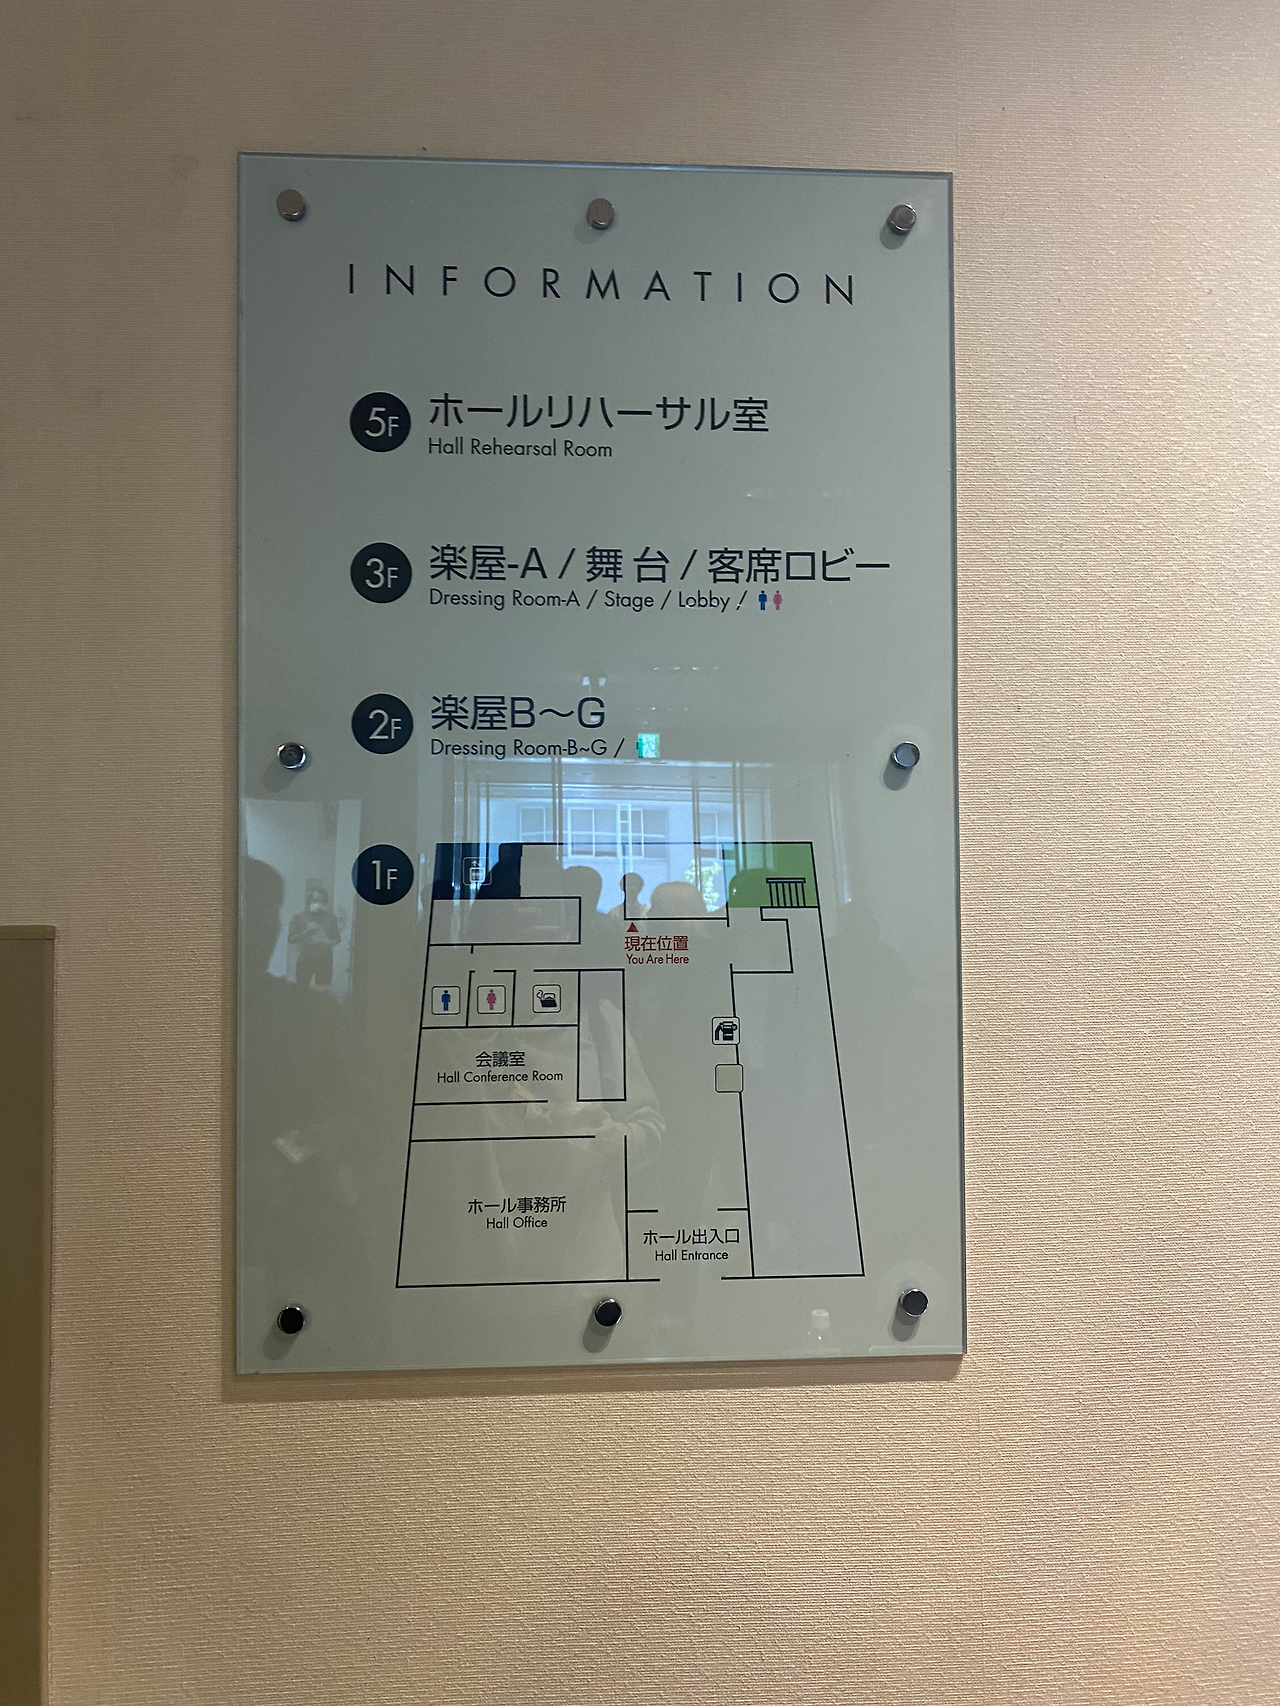 INFORMATION
5F ホールリハーサル室
Hall Rehearsal Room
3F 楽屋-A / 舞台 / 客席ロビー
Dressing Room-A / Stage / Lobby /
2F 楽屋B～G
Dressing Room-B~G /
1F
現在位置
You Are Here
会議室
Hall Conference Room
ホール事務所
Hall Office
ホール出入口
Hall Entrance